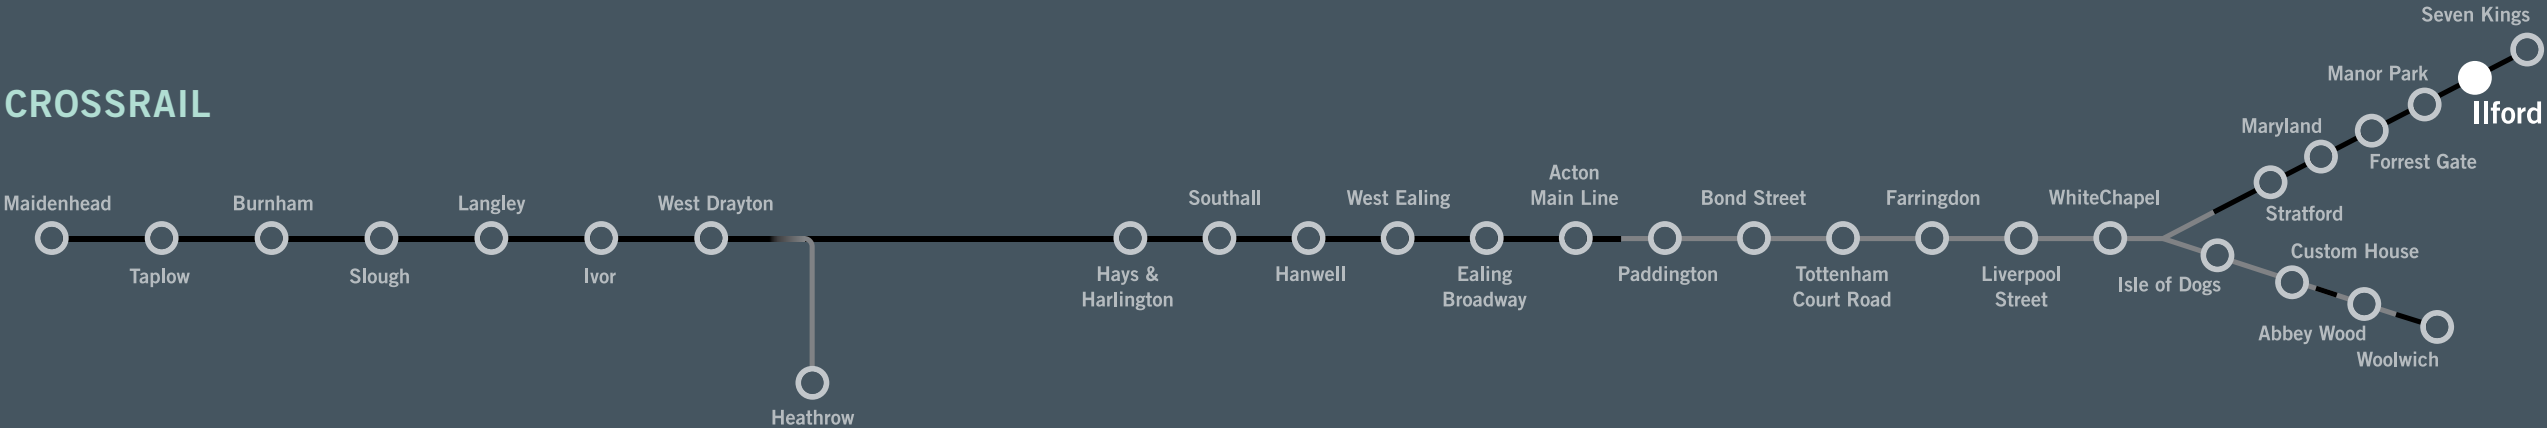 CROSSRAIL
Maidenhead
Taplow
Burnham
Slough
Langley
Ivor
West Drayton
Heathrow
Hays &
Harlington
Southall
Hanwell
West Ealing
Ealing
Broadway
Acton
Main Line
Paddington
Bond Street
Tottenham
Court Road
Farringdon
Liverpool
Street
WhiteChapel
Stratford
Maryland
Forrest Gate
Manor Park
Ilford
Seven Kings
Isle of Dogs
Custom House
Abbey Wood
Woolwich